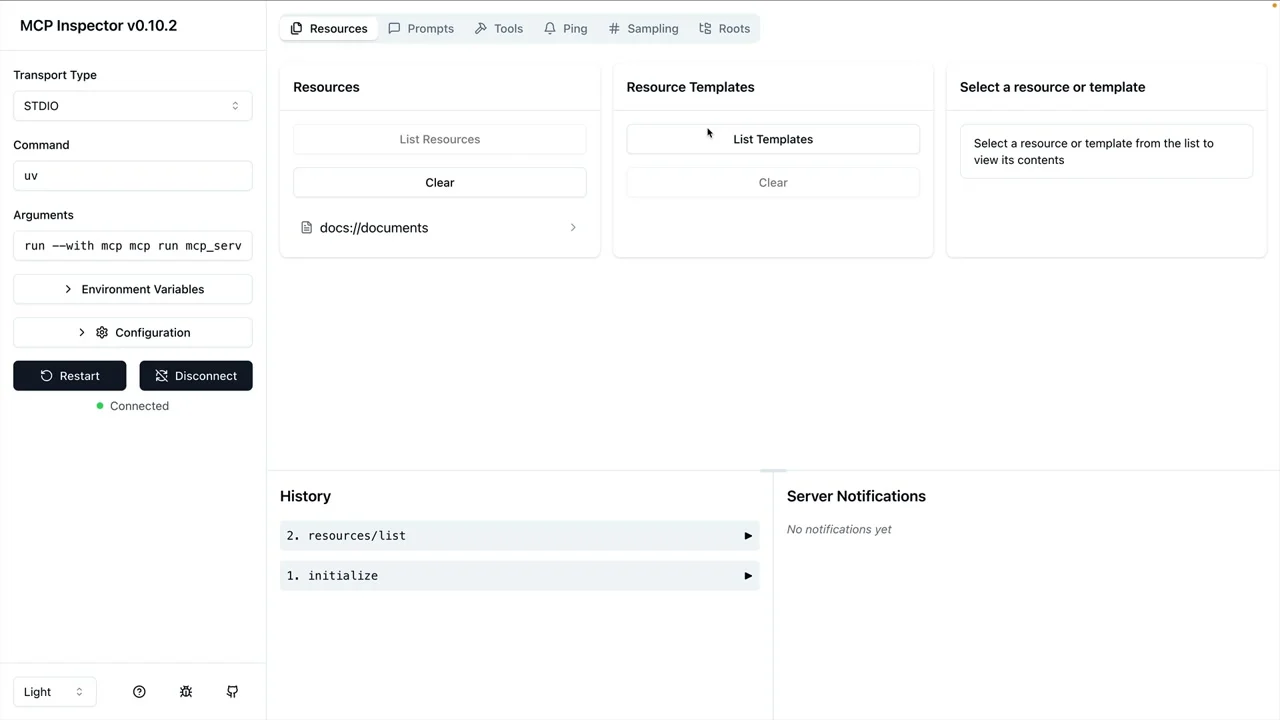 MCP Inspector v0.10.2
Transport Type
STDIO
Command
uv
Arguments
run --with mcp mcp run mcp_serv
Environment Variables
Configuration
Restart
Disconnect
Connected
Light
Resources
Prompts
Tools
Ping
Sampling
Roots
Resources
List Resources
Clear
docs://documents
Resource Templates
List Templates
Clear
Select a resource or template
Select a resource or template from the list to
view its contents
History
2. resources/list
1. initialize
Server Notifications
No notifications yet